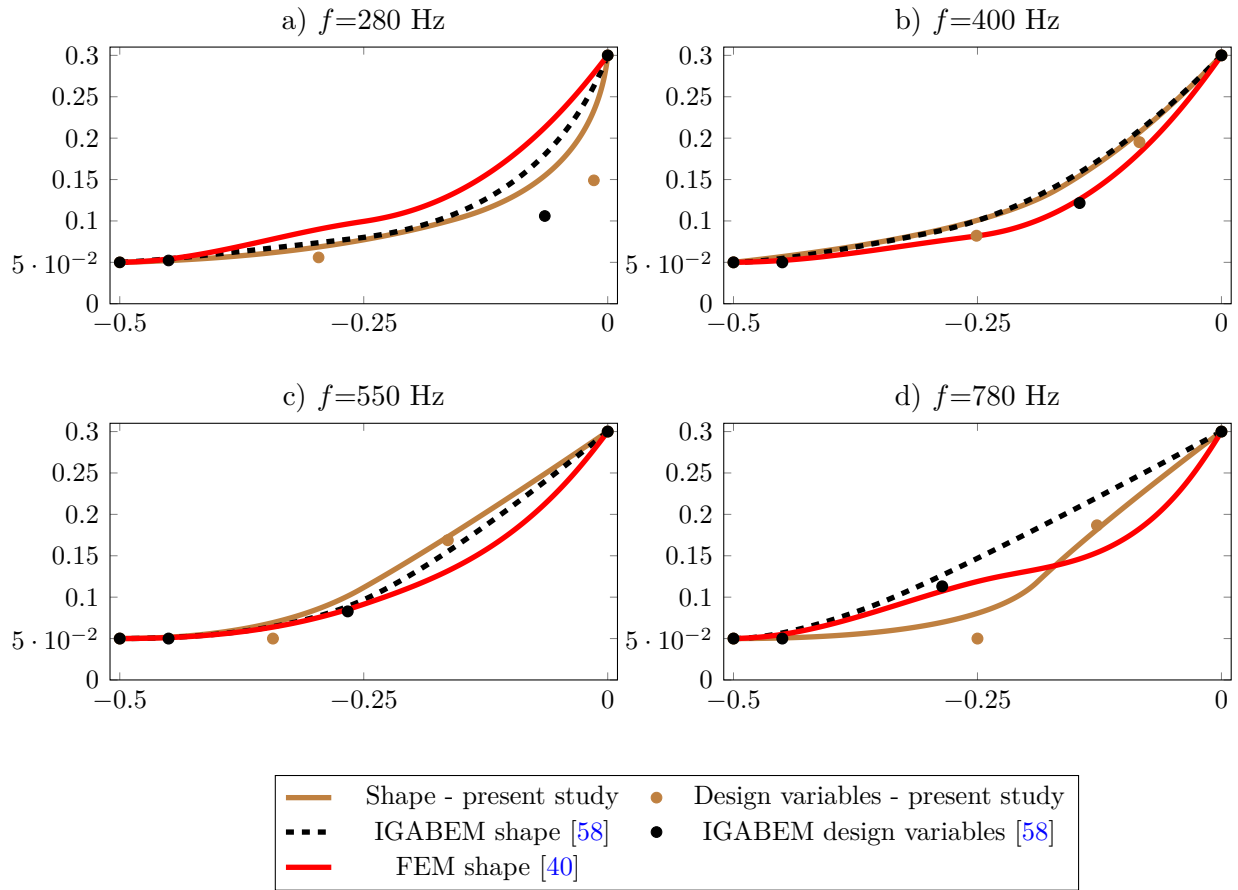 a) f=280 Hz
b) f=400 Hz
0.3
0.25
0.2
0.15
0.1
5 · 10⁻²
0
−0.5
−0.25
0
0.3
0.25
0.2
0.15
0.1
5 · 10⁻²
0
−0.5
−0.25
0
c) f=550 Hz
d) f=780 Hz
0.3
0.25
0.2
0.15
0.1
5 · 10⁻²
0
−0.5
−0.25
0
0.3
0.25
0.2
0.15
0.1
5 · 10⁻²
0
−0.5
−0.25
0
Shape - present study
Design variables - present study
IGABEM shape [58]
IGABEM design variables [58]
FEM shape [40]